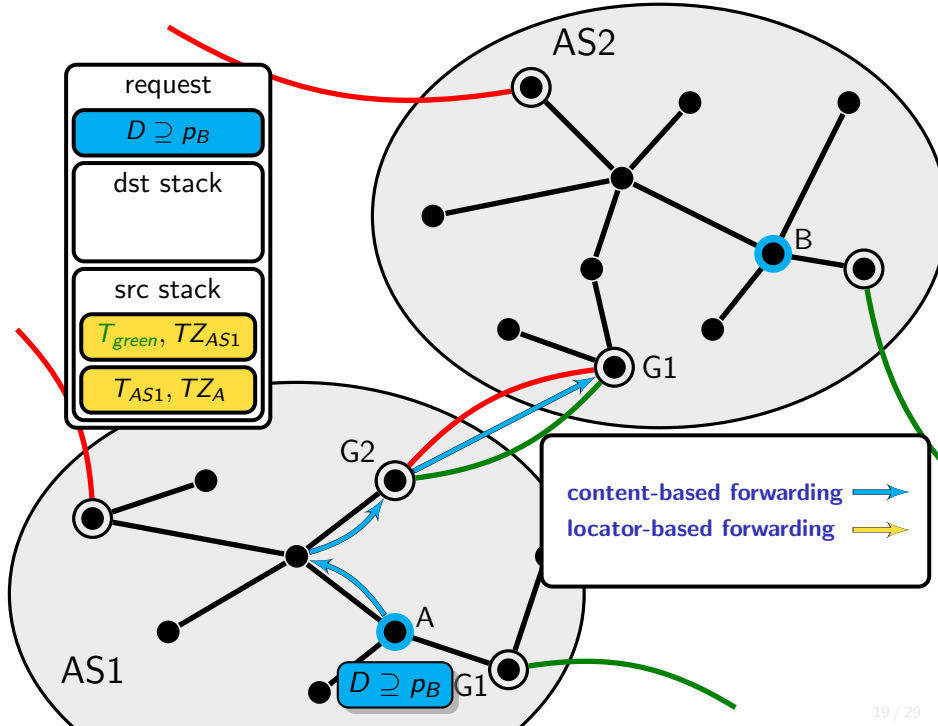 AS2
request
D ⊇ p_B
dst stack
src stack
T_green, TZ_AS1
T_AS1, TZ_A
B
G1
G2
content-based forwarding
locator-based forwarding
A
AS1
D ⊇ p_B
G1
19 / 29